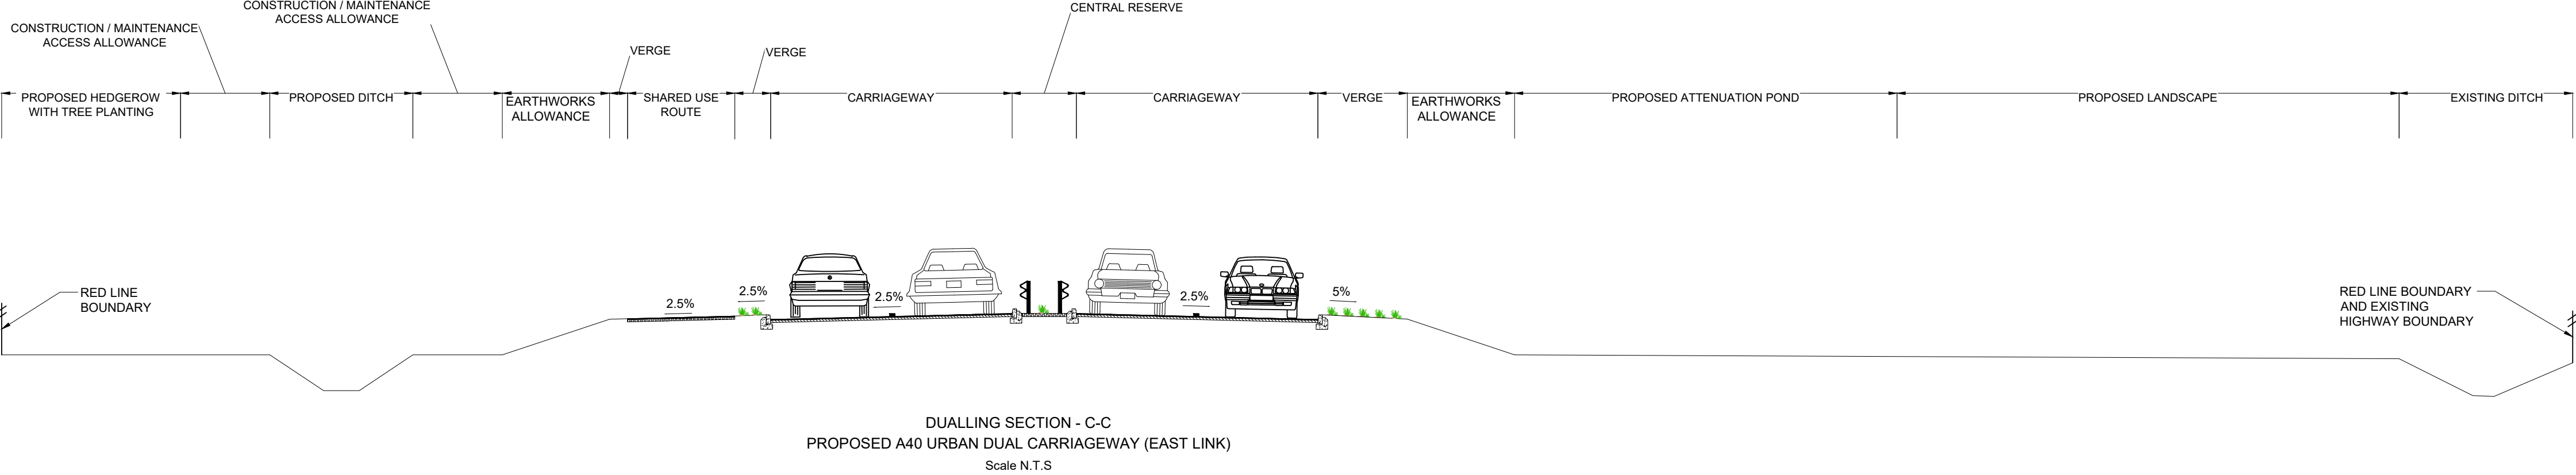 CONSTRUCTION / MAINTENANCE
ACCESS ALLOWANCE
CONSTRUCTION / MAINTENANCE
ACCESS ALLOWANCE
VERGE
VERGE
CENTRAL RESERVE
PROPOSED HEDGEROW
WITH TREE PLANTING
PROPOSED DITCH
EARTHWORKS
ALLOWANCE
SHARED USE
ROUTE
CARRIAGEWAY
CARRIAGEWAY
VERGE
EARTHWORKS
ALLOWANCE
PROPOSED ATTENUATION POND
PROPOSED LANDSCAPE
EXISTING DITCH
RED LINE
BOUNDARY
2.5%
2.5%
2.5%
2.5%
5%
RED LINE BOUNDARY
AND EXISTING
HIGHWAY BOUNDARY
DUALLING SECTION - C-C
PROPOSED A40 URBAN DUAL CARRIAGEWAY (EAST LINK)
Scale N.T.S